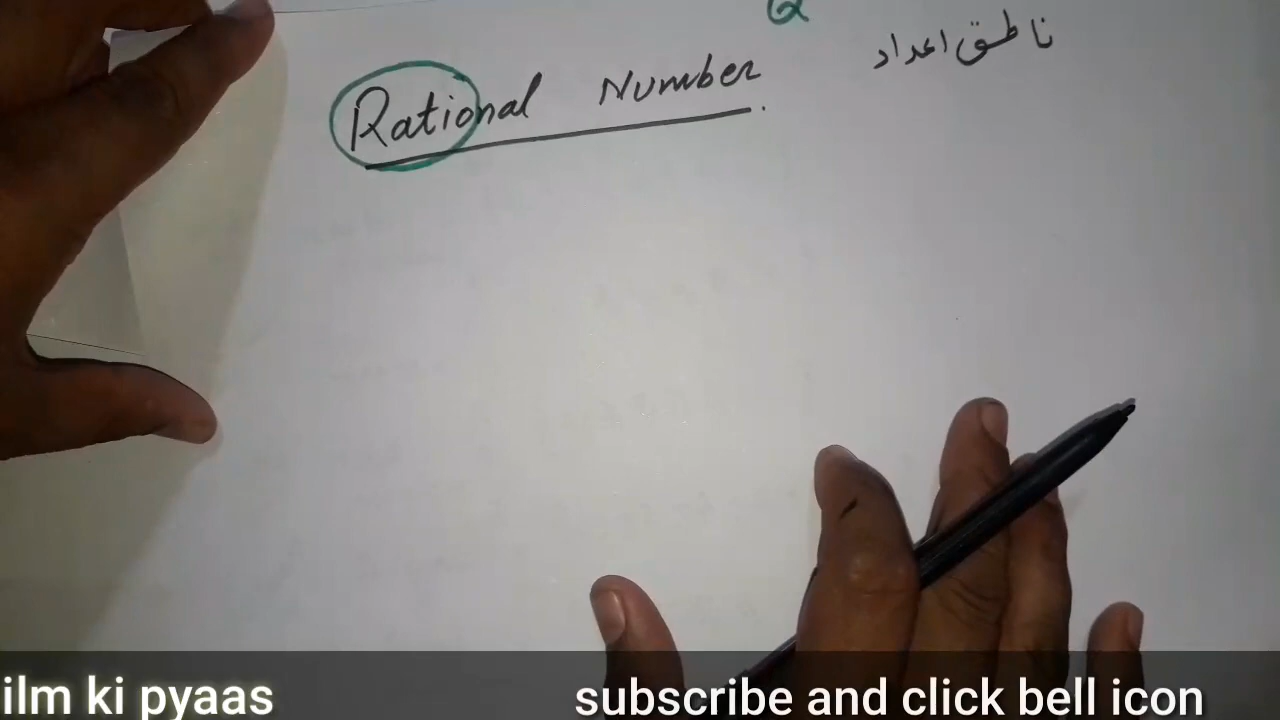 Q
Rational Number.
ناطق اعداد
ilm ki pyaas
subscribe and click bell icon